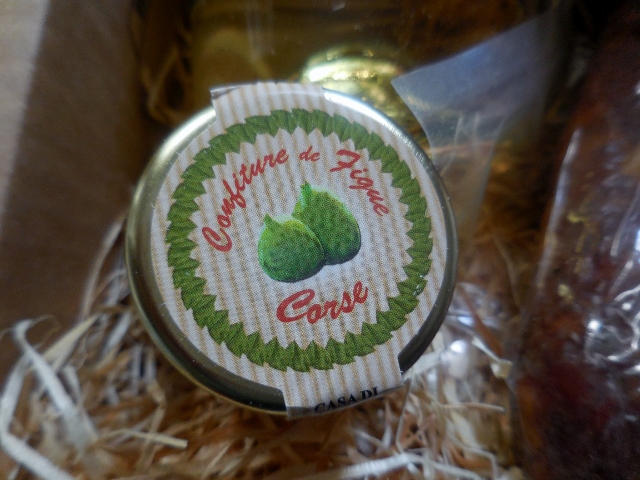 Confiture de Figue
Corse
CASA DI